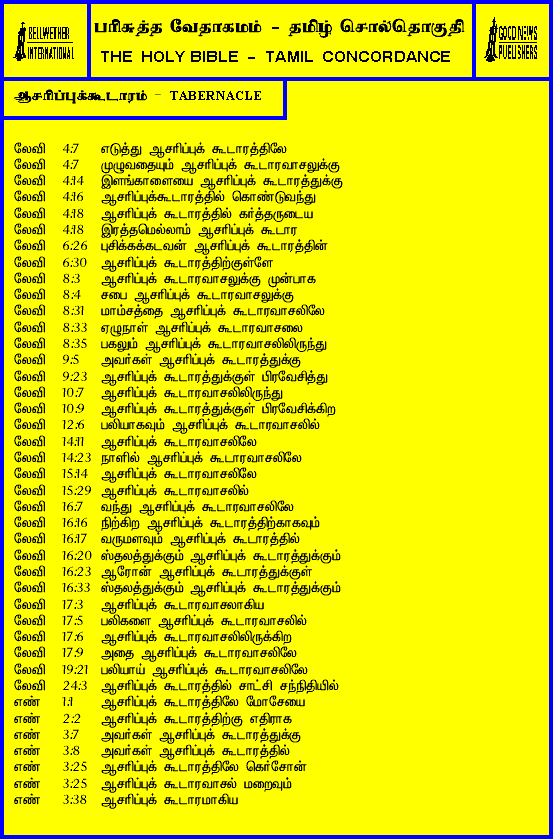 BELLWETHER
INTERNATIONAL
பரிசுத்த வேதாகமம் - தமிழ் சொல்தொகுதி
THE HOLY BIBLE - TAMIL CONCORDANCE
GOOD NEWS
PUBLISHERS
ஆசரிப்புக்கூடாரம் - TABERNACLE
லேவி 4:7 எடுத்து ஆசரிப்புக் கூடாரத்திலே
லேவி 4:7 முழுவதையும் ஆசரிப்புக் கூடாரவாசலுக்கு
லேவி 4:14 இளங்காளையை ஆசரிப்புக் கூடாரத்துக்கு
லேவி 4:16 ஆசரிப்புக்கூடாரத்தில் கொண்டுவந்து
லேவி 4:18 ஆசரிப்புக் கூடாரத்தில் கர்த்தருடைய
லேவி 4:18 இரத்தமெல்லாம் ஆசரிப்புக் கூடார
லேவி 6:26 புசிக்கக்கடவன் ஆசரிப்புக் கூடாரத்தின்
லேவி 6:30 ஆசரிப்புக் கூடாரத்திற்குள்ளே
லேவி 8:3 ஆசரிப்புக் கூடாரவாசலுக்கு முன்பாக
லேவி 8:4 சபை ஆசரிப்புக் கூடாரவாசலுக்கு
லேவி 8:31 மாம்சத்தை ஆசரிப்புக் கூடாரவாசலிலே
லேவி 8:33 ஏழுநாள் ஆசரிப்புக் கூடாரவாசலை
லேவி 8:35 பகலும் ஆசரிப்புக் கூடாரவாசலிலிருந்து
லேவி 9:5 அவர்கள் ஆசரிப்புக் கூடாரத்துக்கு
லேவி 9:23 ஆசரிப்புக் கூடாரத்துக்குள் பிரவேசித்து
லேவி 10:7 ஆசரிப்புக் கூடாரவாசலிலிருந்து
லேவி 10:9 ஆசரிப்புக் கூடாரத்துக்குள் பிரவேசிக்கிற
லேவி 12:6 பலியாகவும் ஆசரிப்புக் கூடாரவாசலில்
லேவி 14:11 ஆசரிப்புக் கூடாரவாசலிலே
லேவி 14:23 நாளில் ஆசரிப்புக் கூடாரவாசலிலே
லேவி 15:14 ஆசரிப்புக் கூடாரவாசலிலே
லேவி 15:29 ஆசரிப்புக் கூடாரவாசலில்
லேவி 16:7 வந்து ஆசரிப்புக் கூடாரவாசலிலே
லேவி 16:16 நிற்கிற ஆசரிப்புக் கூடாரத்திற்காகவும்
லேவி 16:17 வருமளவும் ஆசரிப்புக் கூடாரத்தில்
லேவி 16:20 ஸ்தலத்துக்கும் ஆசரிப்புக் கூடாரத்துக்கும்
லேவி 16:23 ஆரோன் ஆசரிப்புக் கூடாரத்துக்குள்
லேவி 16:33 ஸ்தலத்துக்கும் ஆசரிப்புக் கூடாரத்துக்கும்
லேவி 17:3 ஆசரிப்புக் கூடாரவாசலாகிய
லேவி 17:5 பலிகளை ஆசரிப்புக் கூடாரவாசலில்
லேவி 17:6 ஆசரிப்புக் கூடாரவாசலிலிருக்கிற
லேவி 17:9 அதை ஆசரிப்புக் கூடாரவாசலிலே
லேவி 19:21 பலியாய் ஆசரிப்புக் கூடாரவாசலிலே
லேவி 24:3 ஆசரிப்புக் கூடாரத்தில் சாட்சி சந்நிதியில்
எண் 1:1 ஆசரிப்புக் கூடாரத்திலே மோசேயை
எண் 2:2 ஆசரிப்புக் கூடாரத்திற்கு எதிராக
எண் 3:7 அவர்கள் ஆசரிப்புக் கூடாரத்துக்கு
எண் 3:8 அவர்கள் ஆசரிப்புக் கூடாரத்தில்
எண் 3:25 ஆசரிப்புக் கூடாரத்திலே கெர்சோன்
எண் 3:25 ஆசரிப்புக் கூடாரவாசல் மறைவும்
எண் 3:38 ஆசரிப்புக் கூடாரமாகிய